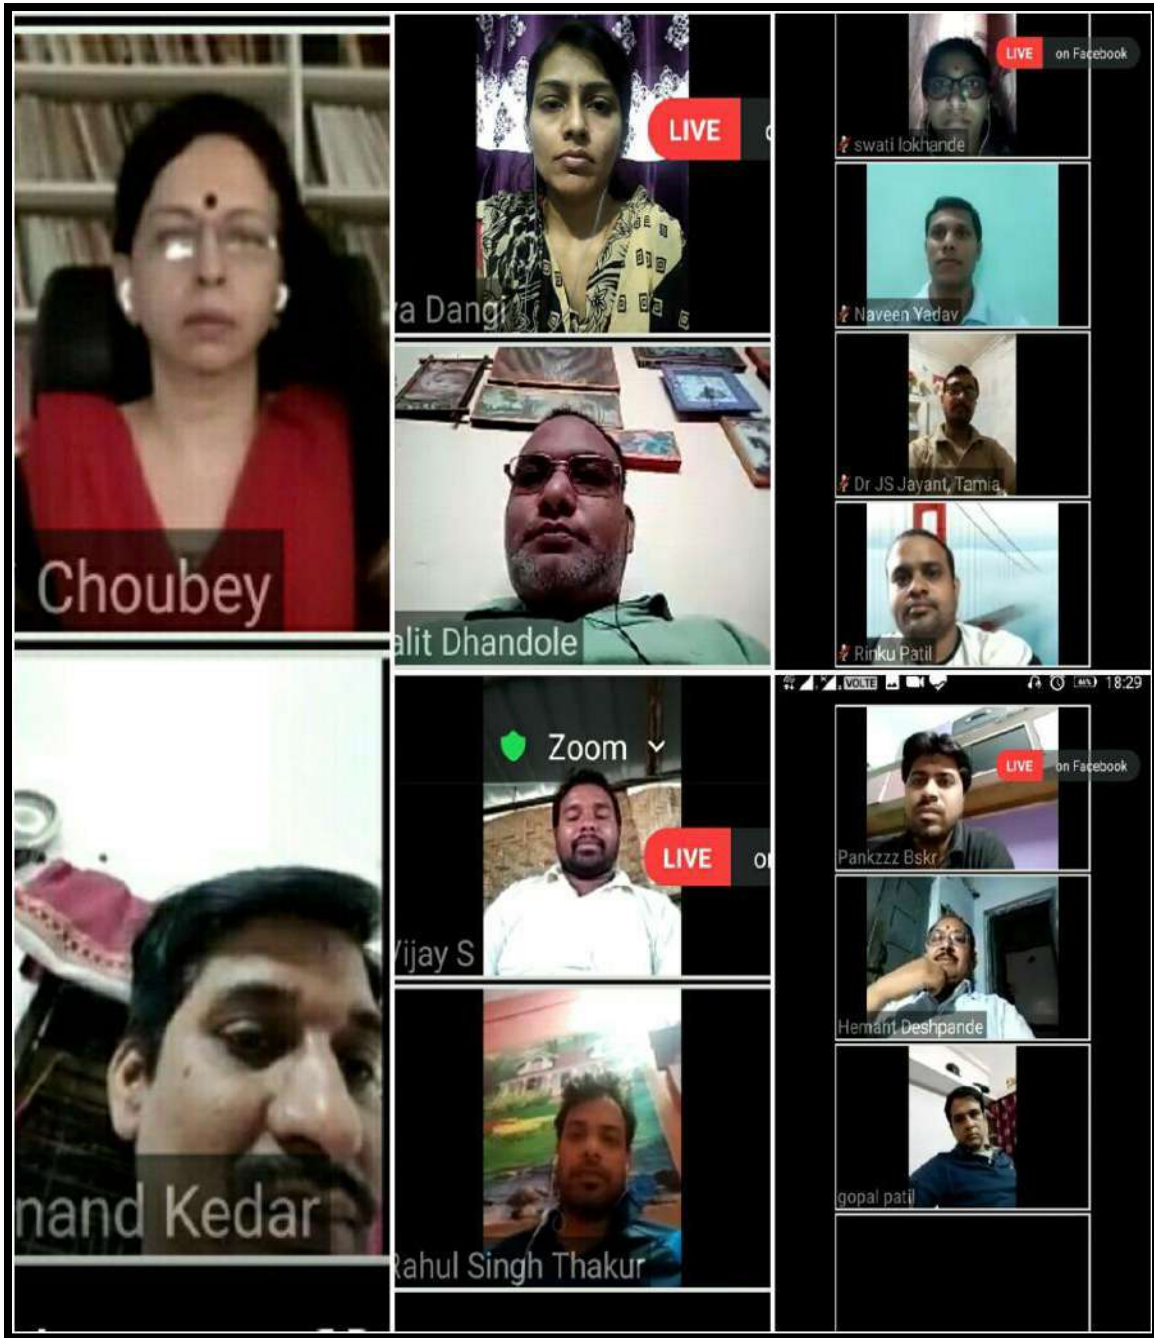 Choubey
nand Kedar
LIVE
ya Dangi
alit Dhandole
Zoom
LIVE
Vijay S
Rahul Singh Thakur
LIVE on Facebook
swati lokhande
Naveen Yadav
Dr JS Jayant, Tamia
Rinku Patil
4G VOLTE 18:29
LIVE on Facebook
Pankzzz Bskr
Hemant Deshpande
gopal patil